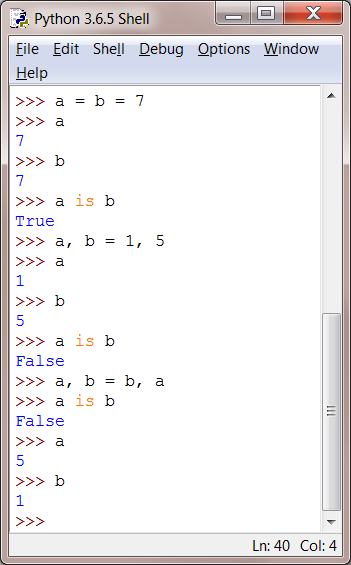 Python 3.6.5 Shell
File Edit Shell Debug Options Window
Help
>>> a = b = 7
>>> a
7
>>> b
7
>>> a is b
True
>>> a, b = 1, 5
>>> a
1
>>> b
5
>>> a is b
False
>>> a, b = b, a
>>> a is b
False
>>> a
5
>>> b
1
>>>
Ln: 40 Col: 4